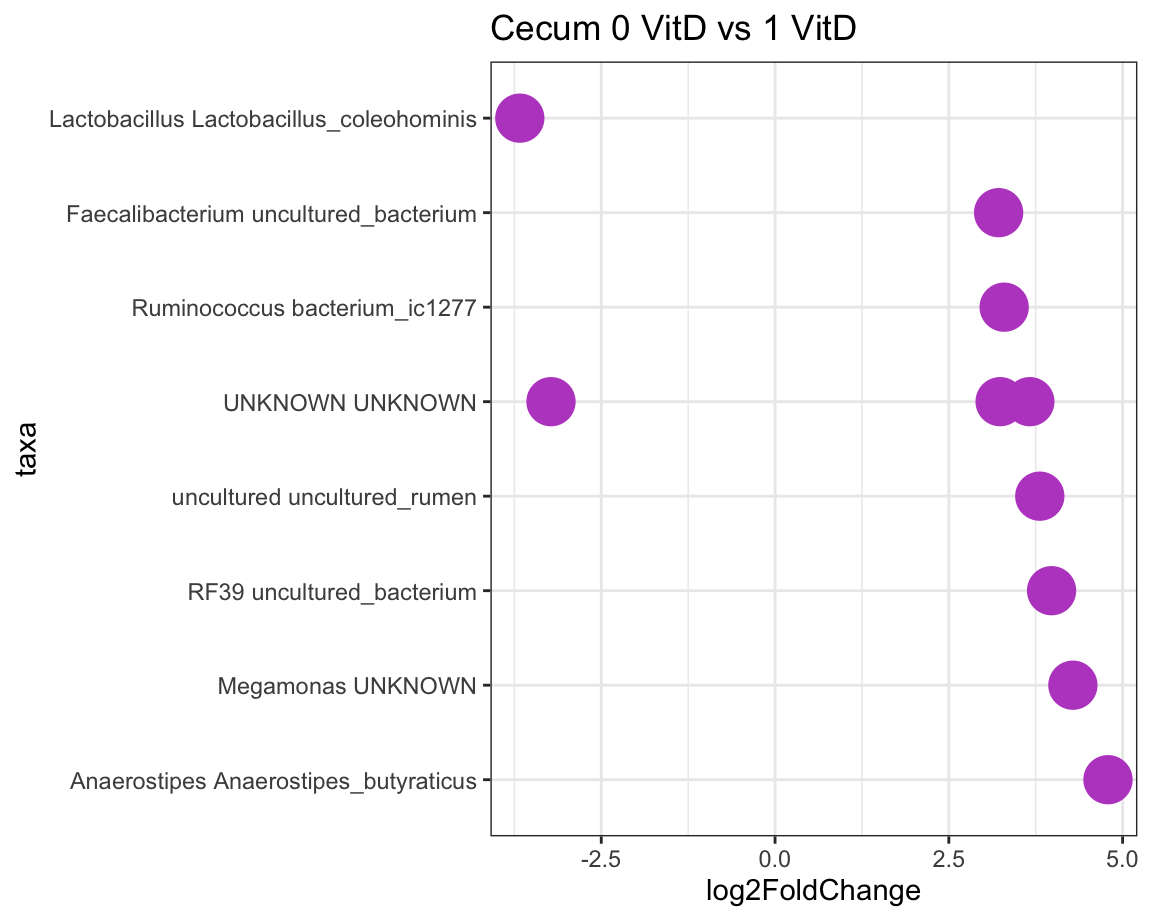 Cecum 0 VitD vs 1 VitD
taxa
Lactobacillus Lactobacillus_coleohominis
Faecalibacterium uncultured_bacterium
Ruminococcus bacterium_ic1277
UNKNOWN UNKNOWN
uncultured uncultured_rumen
RF39 uncultured_bacterium
Megamonas UNKNOWN
Anaerostipes Anaerostipes_butyraticus
-2.5 0.0 2.5 5.0
log2FoldChange